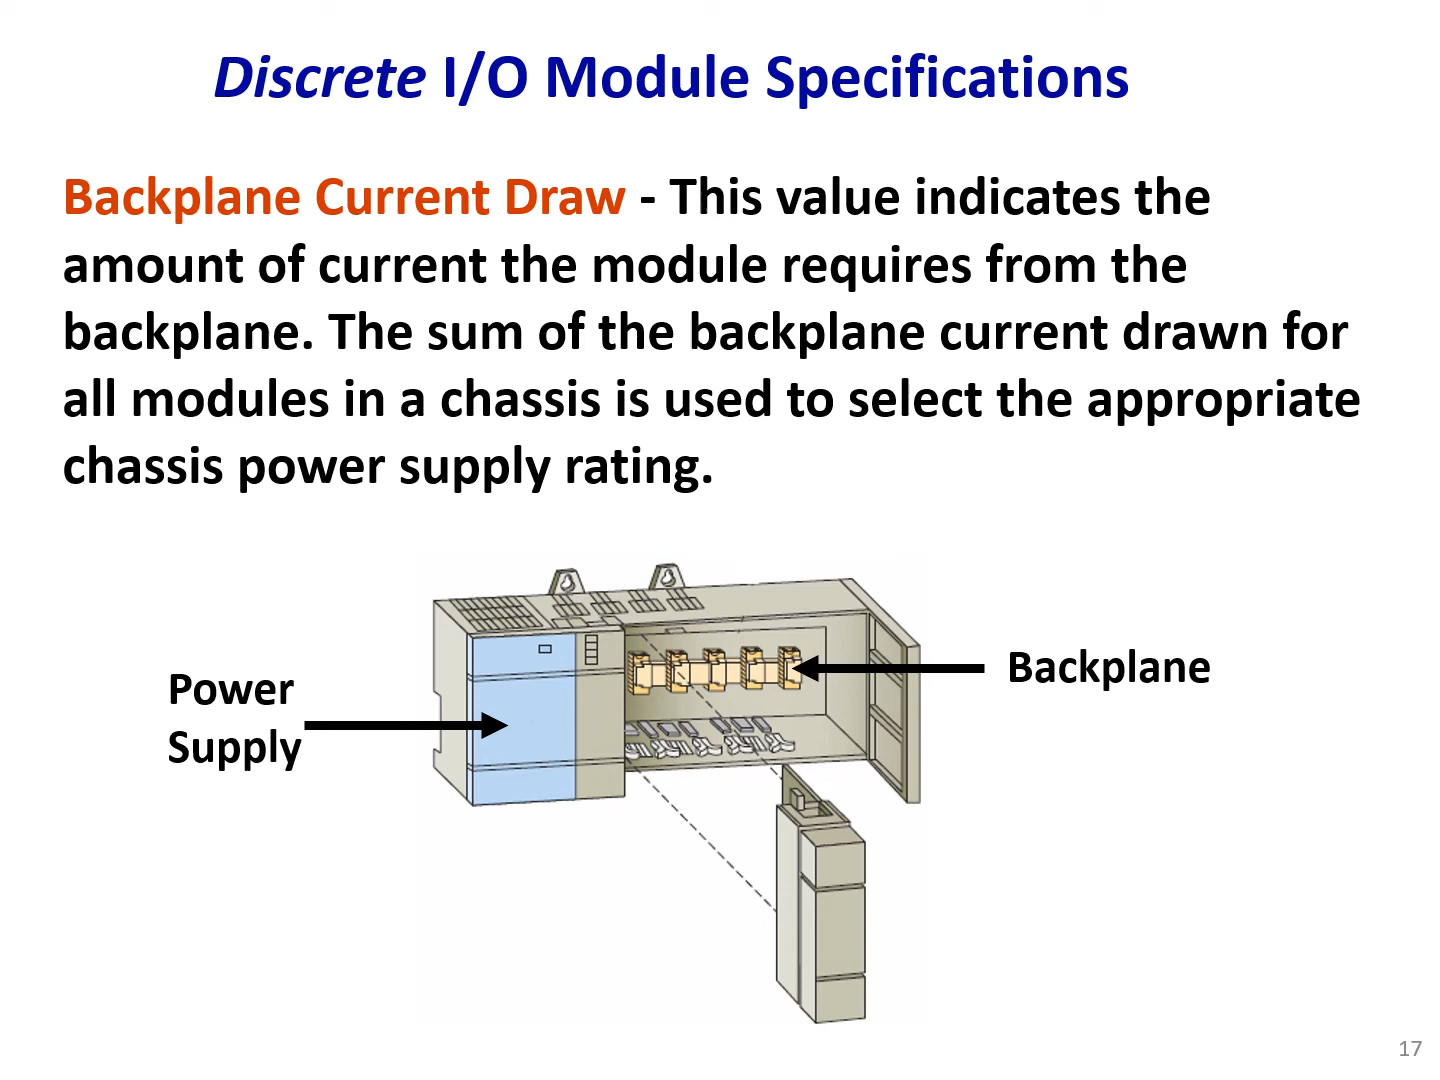 Discrete I/O Module Specifications
Backplane Current Draw - This value indicates the
amount of current the module requires from the
backplane. The sum of the backplane current drawn for
all modules in a chassis is used to select the appropriate
chassis power supply rating.
Power
Supply
Backplane
17